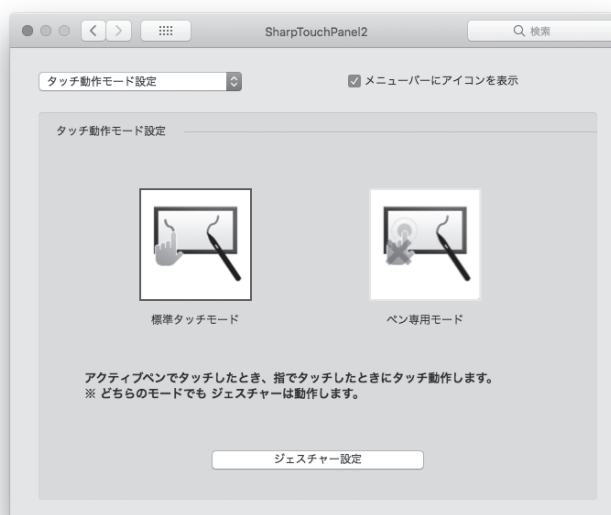 SharpTouchPanel2
検索
タッチ動作モード設定
メニューバーにアイコンを表示
タッチ動作モード設定
標準タッチモード
ペン専用モード
アクティブペンでタッチしたとき、指でタッチしたときにタッチ動作します。
※ どちらのモードでも ジェスチャーは動作します。
ジェスチャー設定